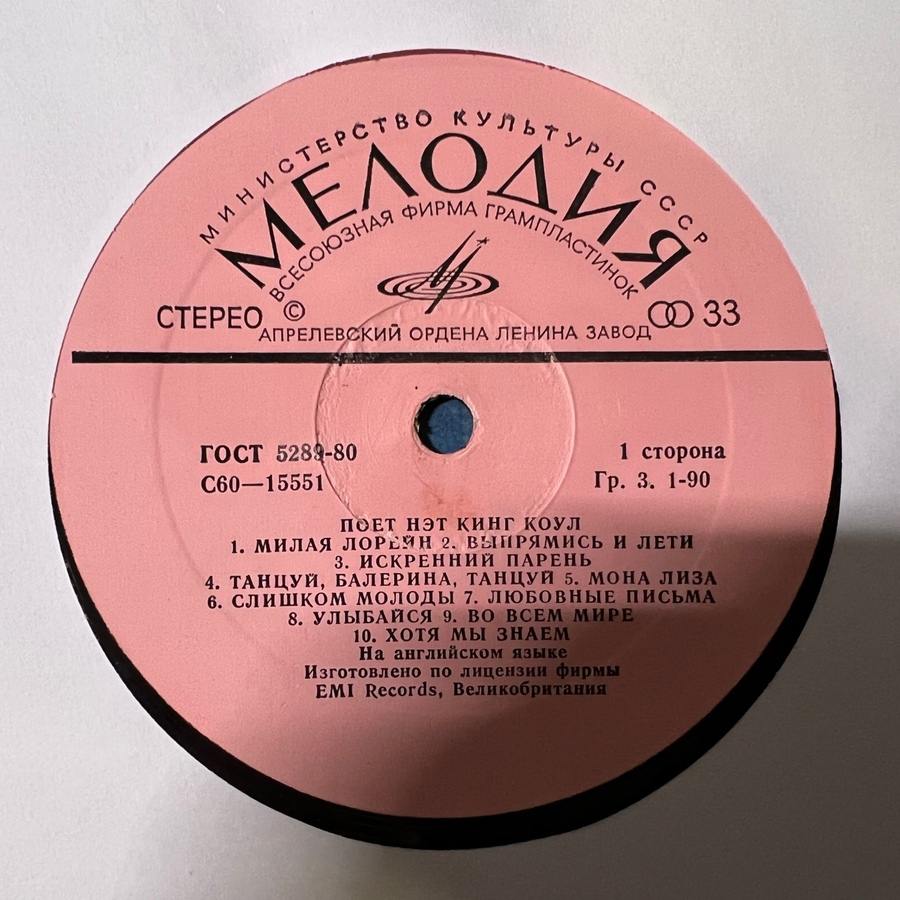 МИНИСТЕРСТВО КУЛЬТУРЫ СССР
МЕЛОДИЯ
ВСЕСОЮЗНАЯ ФИРМА ГРАМПЛАСТИНОК
СТЕРЕО © 33
АПРЕЛЕВСКИЙ ОРДЕНА ЛЕНИНА ЗАВОД
ГОСТ 5289-80 1 сторона
С60—15551 Гр. 3. 1-90
ПОЕТ НЭТ КИНГ КОУЛ
1. МИЛАЯ ЛОРЕЙН 2. ВЫПРЯМИСЬ И ЛЕТИ
3. ИСКРЕННИЙ ПАРЕНЬ
4. ТАНЦУЙ, БАЛЕРИНА, ТАНЦУЙ 5. МОНА ЛИЗА
6. СЛИШКОМ МОЛОДЫ 7. ЛЮБОВНЫЕ ПИСЬМА
8. УЛЫБАЙСЯ 9. ВО ВСЕМ МИРЕ
10. ХОТЯ МЫ ЗНАЕМ
На английском языке
Изготовлено по лицензии фирмы
EMI Records, Великобритания